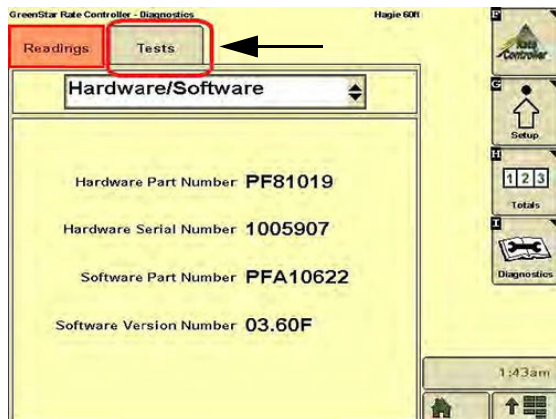 GreenStar Rate Controller - Diagnostics
Hagie 60ft
Readings
Tests
Hardware/Software
Hardware Part Number PF81019
Hardware Serial Number 1005907
Software Part Number PFA10622
Software Version Number 03.60F
F
Rate
Controller
G
Setup
H
1 2 3
Totals
I
Diagnostics
1:43am